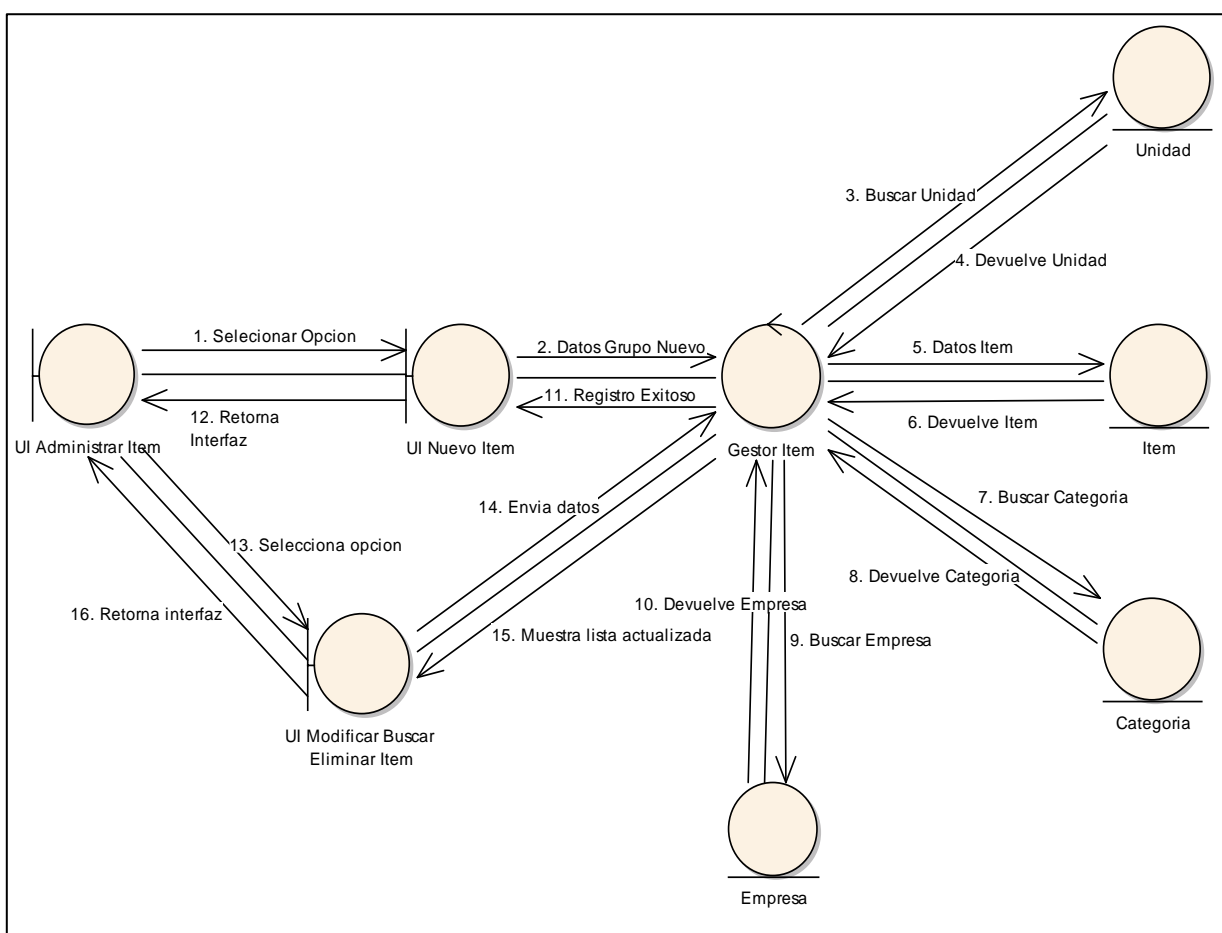 Unidad
3. Buscar Unidad
4. Devuelve Unidad
1. Selecionar Opcion
2. Datos Grupo Nuevo
5. Datos Item
11. Registro Exitoso
12. Retorna
Interfaz
6. Devuelve Item
UI Administrar Item
UI Nuevo Item
Gestor Item
Item
7. Buscar Categoria
14. Envia datos
13. Selecciona opcion
8. Devuelve Categoria
16. Retorna interfaz
10. Devuelve Empresa
15. Muestra lista actualizada
9. Buscar Empresa
Categoria
UI Modificar Buscar
Eliminar Item
Empresa